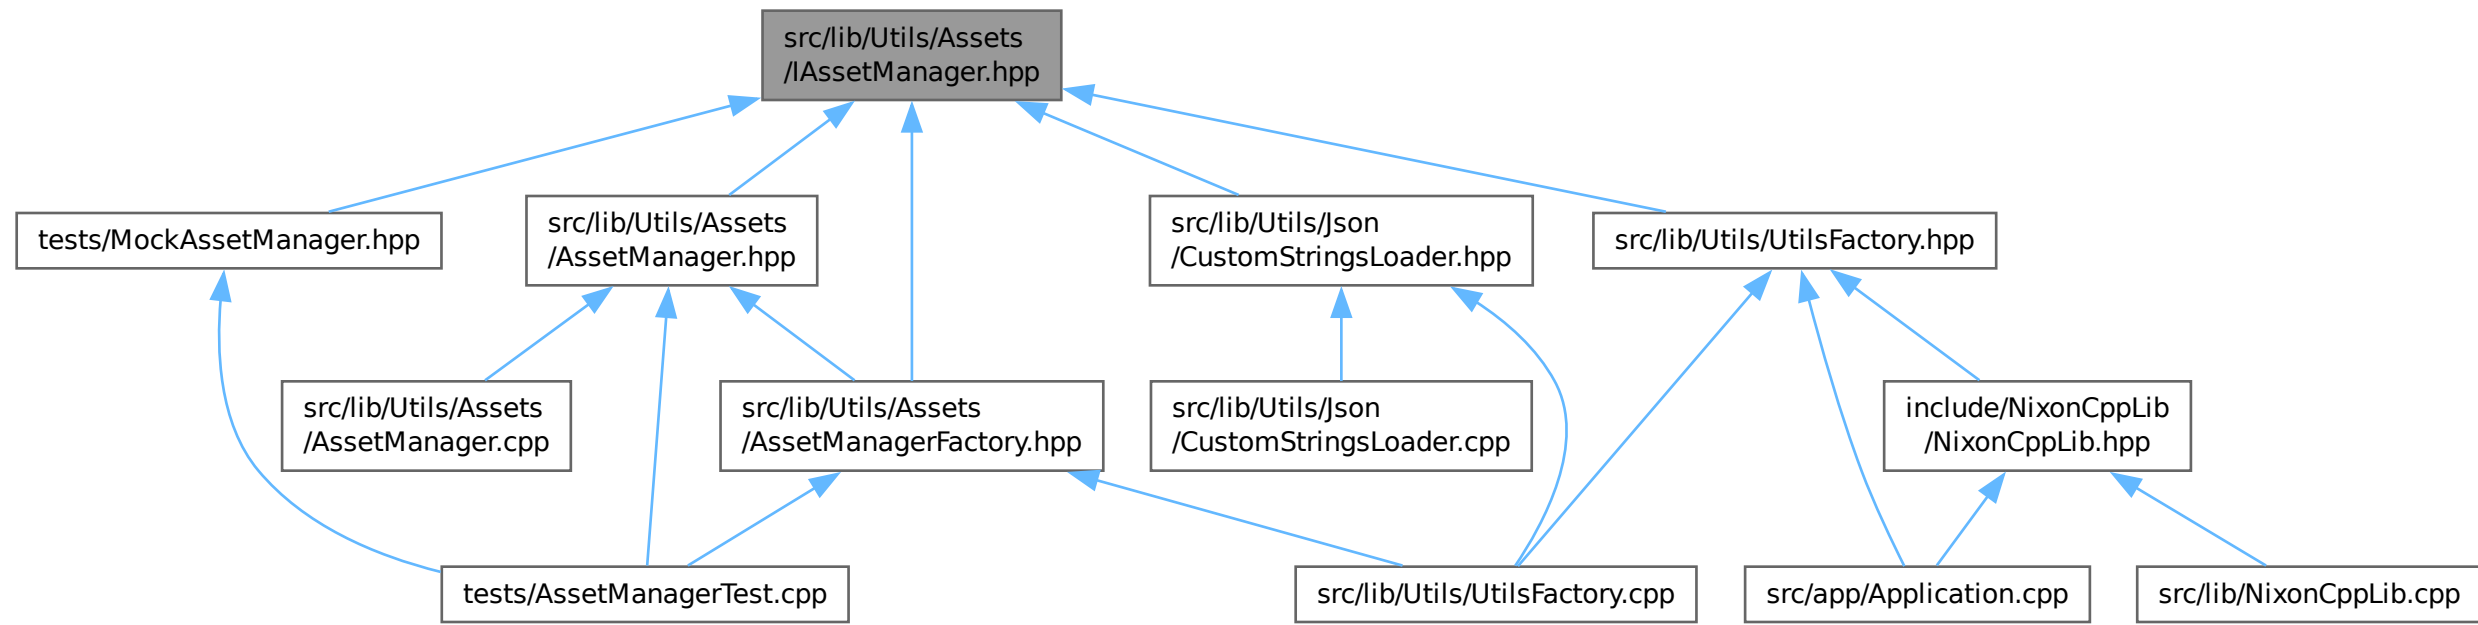 src/lib/Utils/Assets
/IAssetManager.hpp
tests/MockAssetManager.hpp
src/lib/Utils/Assets
/AssetManager.hpp
src/lib/Utils/Json
/CustomStringsLoader.hpp
src/lib/Utils/UtilsFactory.hpp
src/lib/Utils/Assets
/AssetManager.cpp
src/lib/Utils/Assets
/AssetManagerFactory.hpp
src/lib/Utils/Json
/CustomStringsLoader.cpp
include/NixonCppLib
/NixonCppLib.hpp
tests/AssetManagerTest.cpp
src/lib/Utils/UtilsFactory.cpp
src/app/Application.cpp
src/lib/NixonCppLib.cpp